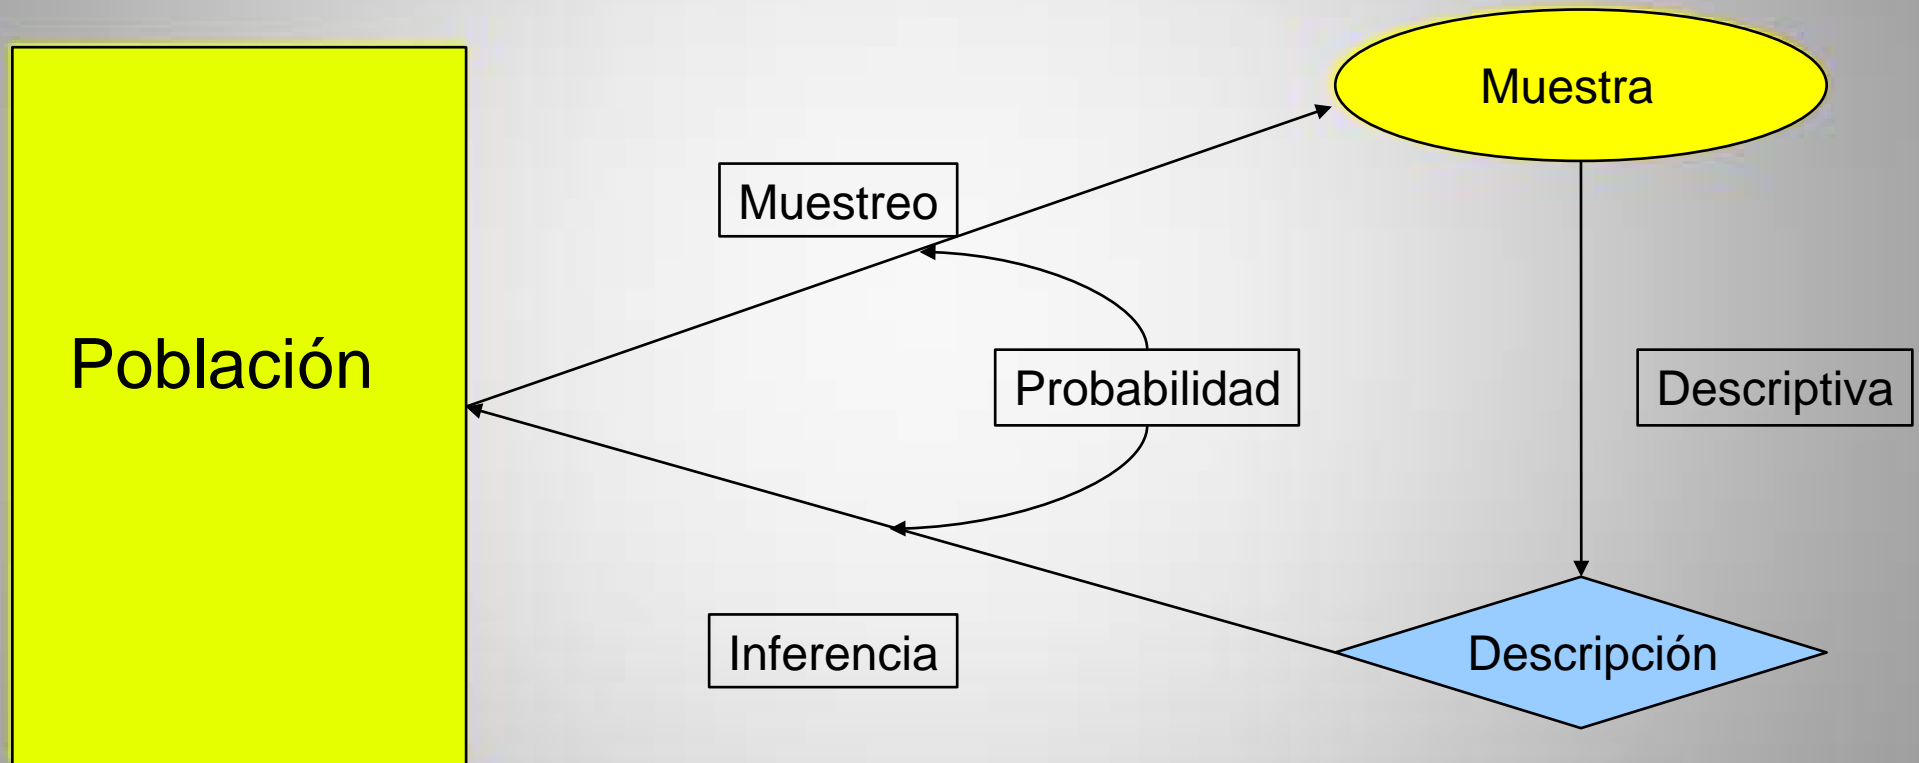 Muestra
Muestreo
Población
Probabilidad
Descriptiva
Inferencia
Descripción